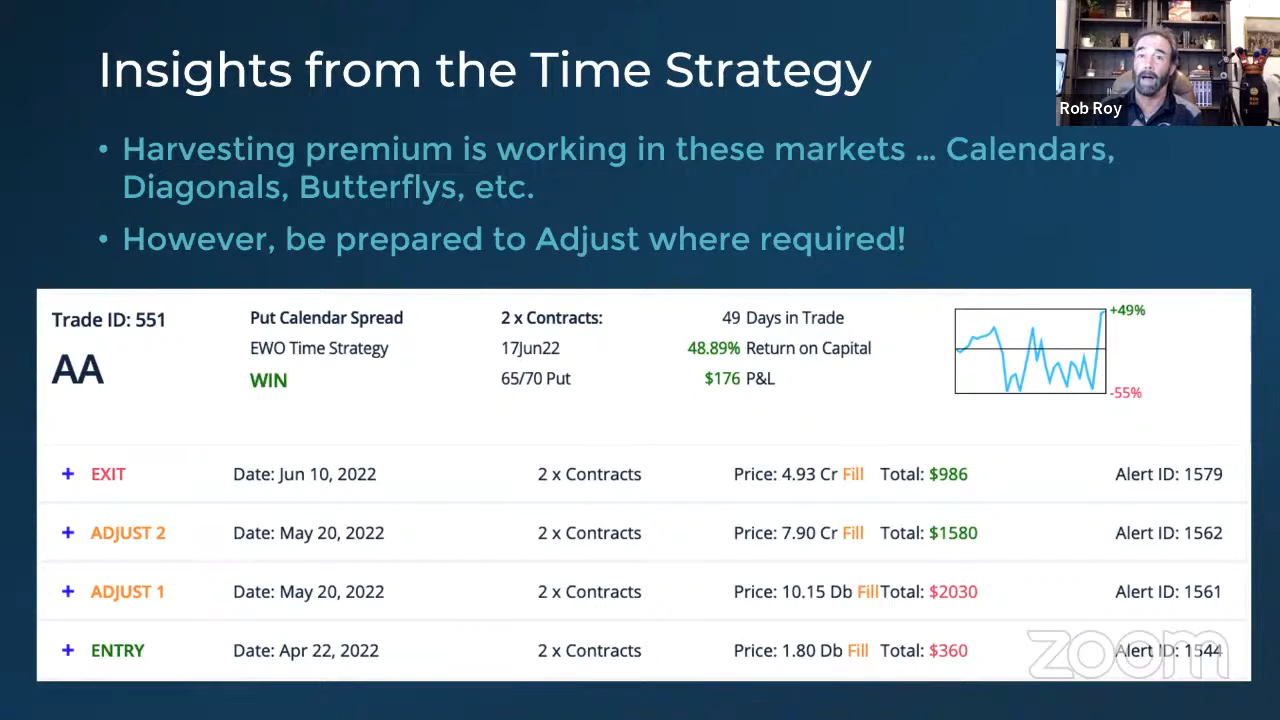 Insights from the Time Strategy
Rob Roy
• Harvesting premium is working in these markets ... Calendars,
Diagonals, Butterflys, etc.
• However, be prepared to Adjust where required!
Trade ID: 551 Put Calendar Spread 2 x Contracts: 49 Days in Trade +49%
AA EWO Time Strategy 17Jun22 48.89% Return on Capital
WIN 65/70 Put $176 P&L -55%
+ EXIT Date: Jun 10, 2022 2 x Contracts Price: 4.93 Cr Fill Total: $986 Alert ID: 1579
+ ADJUST 2 Date: May 20, 2022 2 x Contracts Price: 7.90 Cr Fill Total: $1580 Alert ID: 1562
+ ADJUST 1 Date: May 20, 2022 2 x Contracts Price: 10.15 Db Fill Total: $2030 Alert ID: 1561
+ ENTRY Date: Apr 22, 2022 2 x Contracts Price: 1.80 Db Fill Total: $360 Alert ID: 1544
zoom